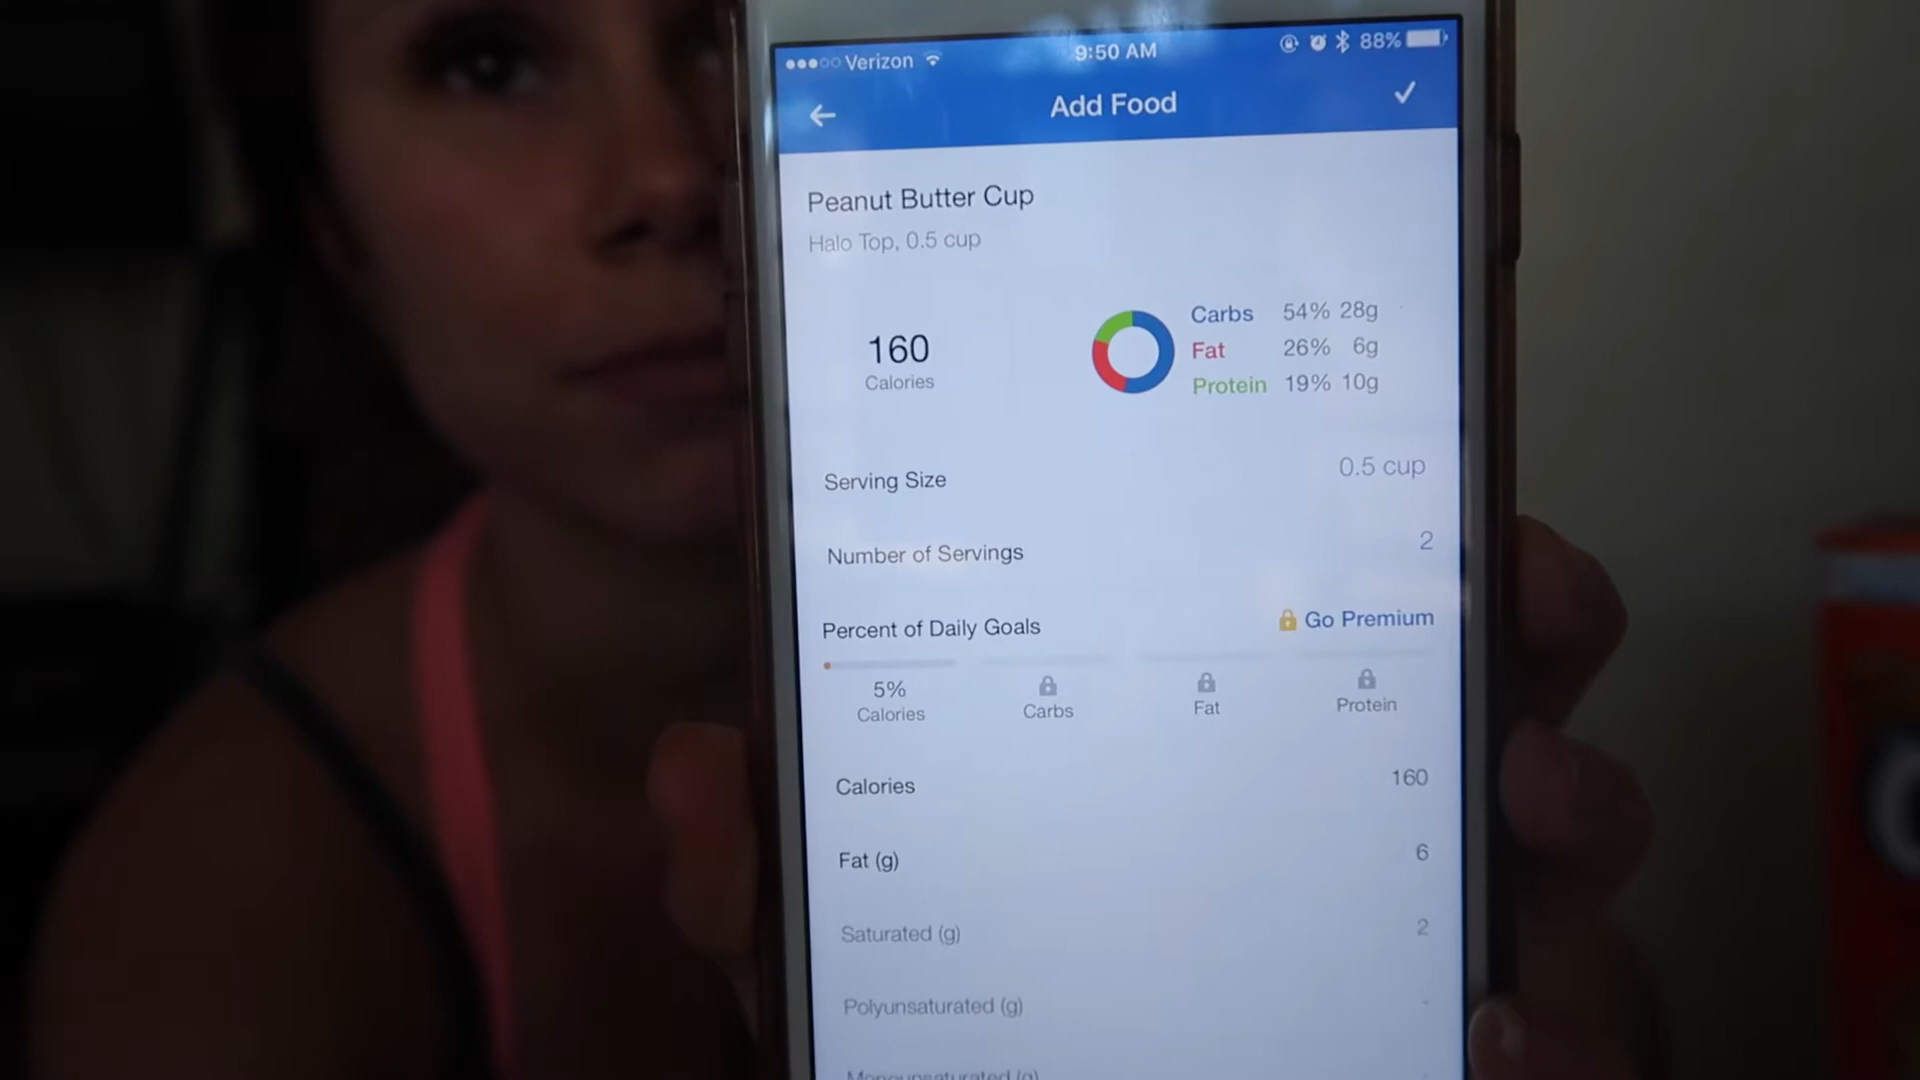 Verizon 9:50 AM 88%
Add Food
Peanut Butter Cup
Halo Top, 0.5 cup
160
Calories
Carbs 54% 28g
Fat 26% 6g
Protein 19% 10g
Serving Size 0.5 cup
Number of Servings 2
Percent of Daily Goals Go Premium
5%
Calories Carbs Fat Protein
Calories 160
Fat (g) 6
Saturated (g) 2
Polyunsaturated (g) -
Monounsaturated (g)